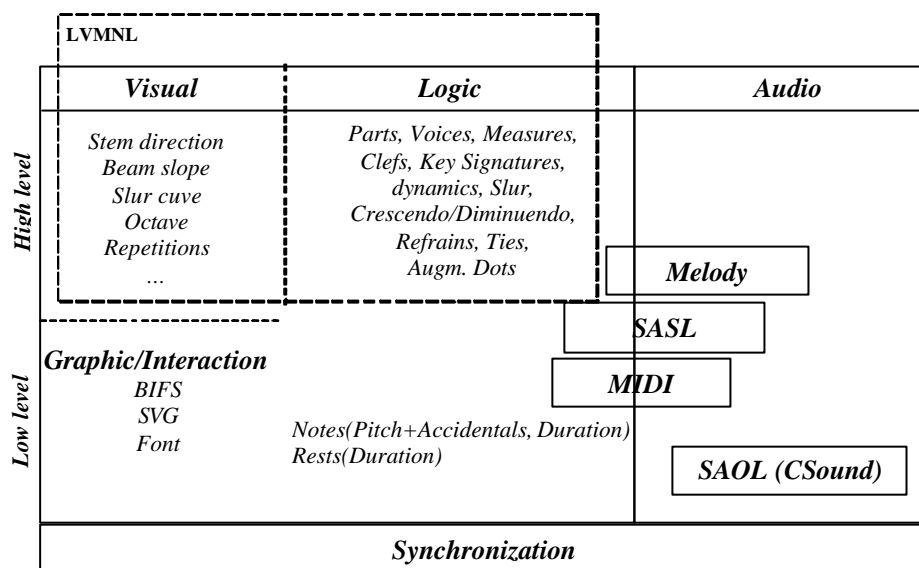 LVMNL
Visual
Logic
Audio
High level
Stem direction
Beam slope
Slur cuve
Octave
Repetitions
...
Parts, Voices, Measures,
Clefs, Key Signatures,
dynamics, Slur,
Crescendo/Diminuendo,
Refrains, Ties,
Augm. Dots
Melody
SASL
MIDI
Low level
Graphic/Interaction
BIFS
SVG
Font
Notes(Pitch+Accidentals, Duration)
Rests(Duration)
SAOL (CSound)
Synchronization